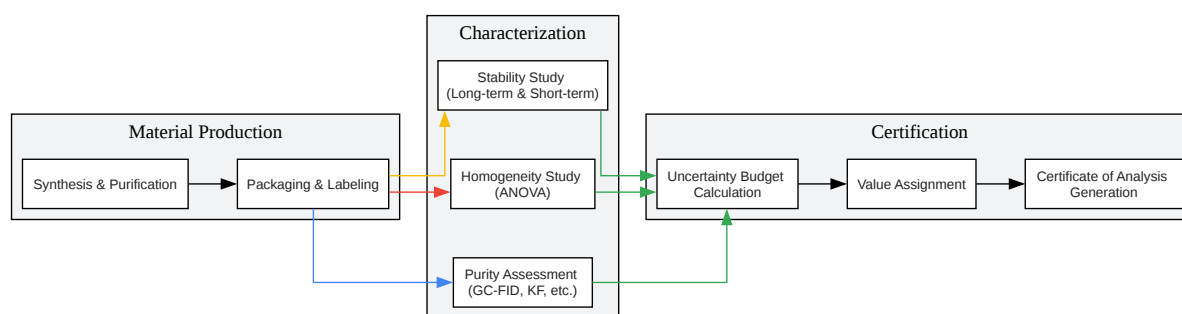 Material Production
Synthesis & Purification
Packaging & Labeling
Characterization
Stability Study
(Long-term & Short-term)
Homogeneity Study
(ANOVA)
Purity Assessment
(GC-FID, KF, etc.)
Certification
Uncertainty Budget
Calculation
Value Assignment
Certificate of Analysis
Generation